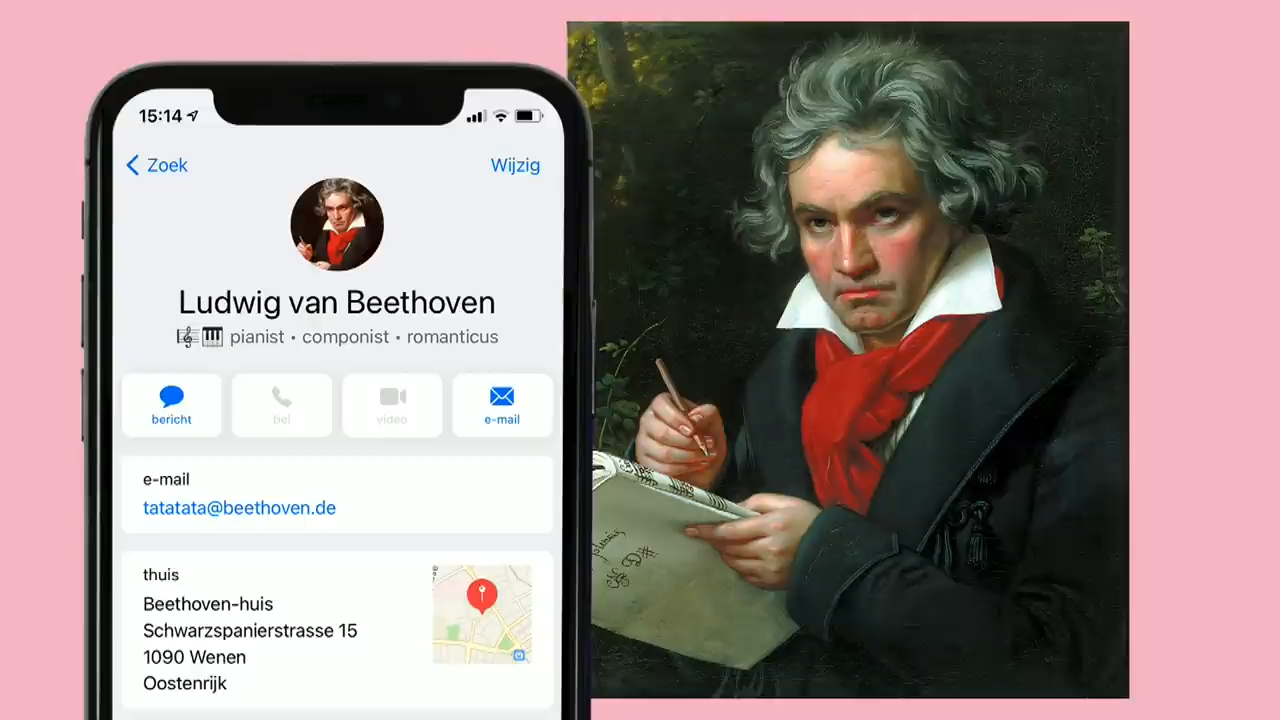 15:14
Zoek
Wijzig
Ludwig van Beethoven
pianist • componist • romanticus
bericht
bel
video
e-mail
e-mail
tatatata@beethoven.de
thuis
Beethoven-huis
Schwarzspanierstrasse 15
1090 Wenen
Oostenrijk